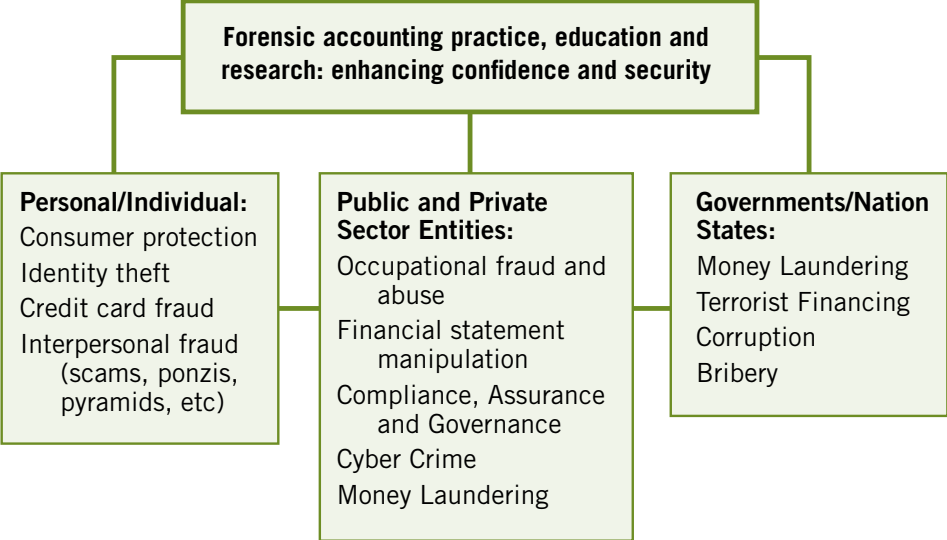 Forensic accounting practice, education and
research: enhancing confidence and security
Personal/Individual:
Consumer protection
Identity theft
Credit card fraud
Interpersonal fraud
(scams, ponzis,
pyramids, etc)
Public and Private
Sector Entities:
Occupational fraud and
abuse
Financial statement
manipulation
Compliance, Assurance
and Governance
Cyber Crime
Money Laundering
Governments/Nation
States:
Money Laundering
Terrorist Financing
Corruption
Bribery